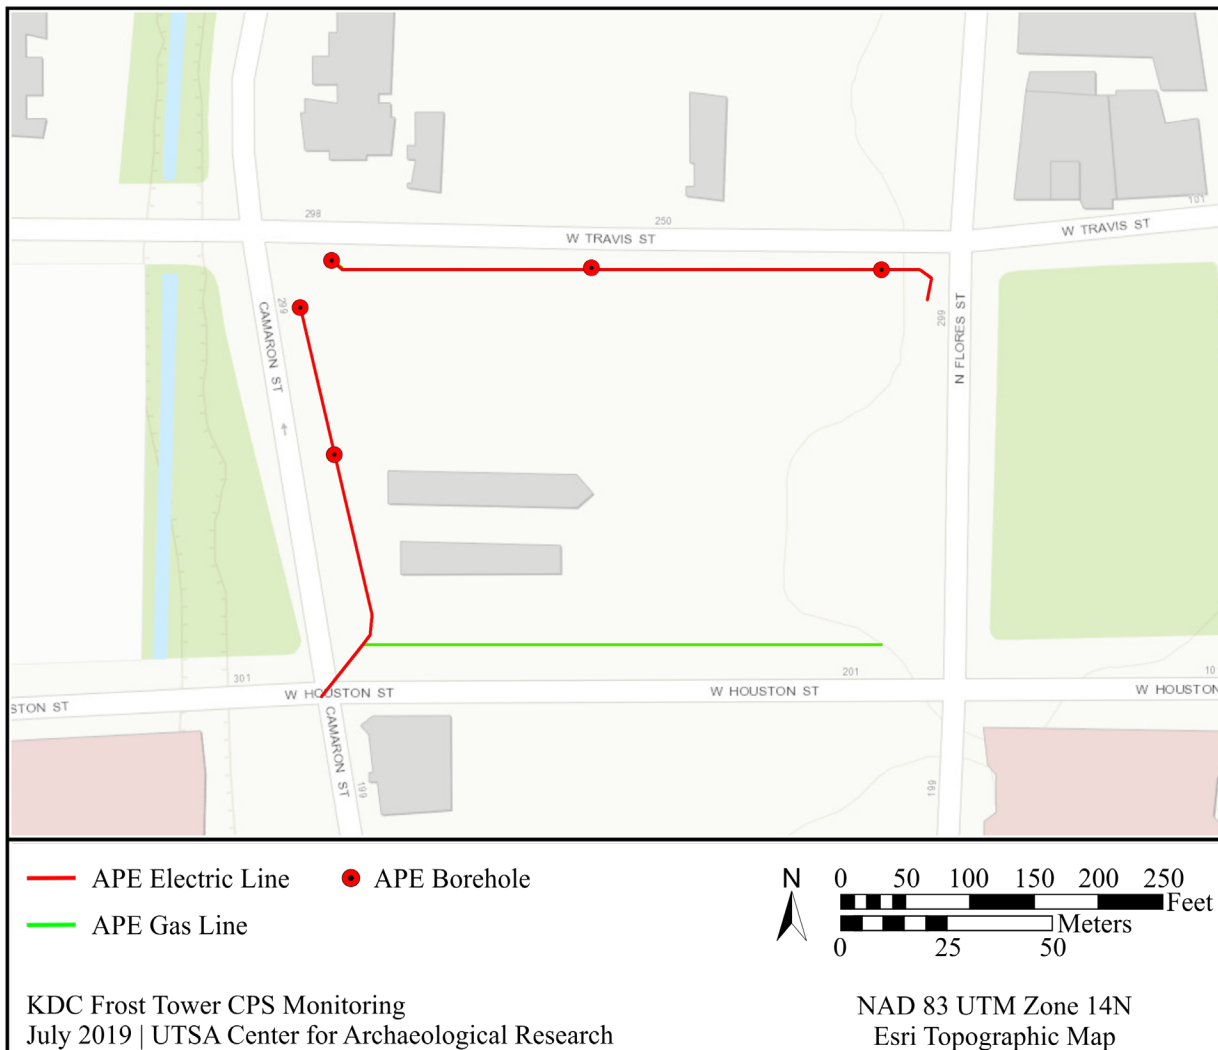 298
250
101
W TRAVIS ST
W TRAVIS ST
299
CAMARON ST
299
N FLORES ST
301
201
10
STON ST
W HOUSTON ST
W HOUSTON ST
W HOUSTON
CAMARON ST
199
199
APE Electric Line
APE Borehole
APE Gas Line
N
0 50 100 150 200 250
Feet
Meters
0 25 50
KDC Frost Tower CPS Monitoring
July 2019 | UTSA Center for Archaeological Research
NAD 83 UTM Zone 14N
Esri Topographic Map